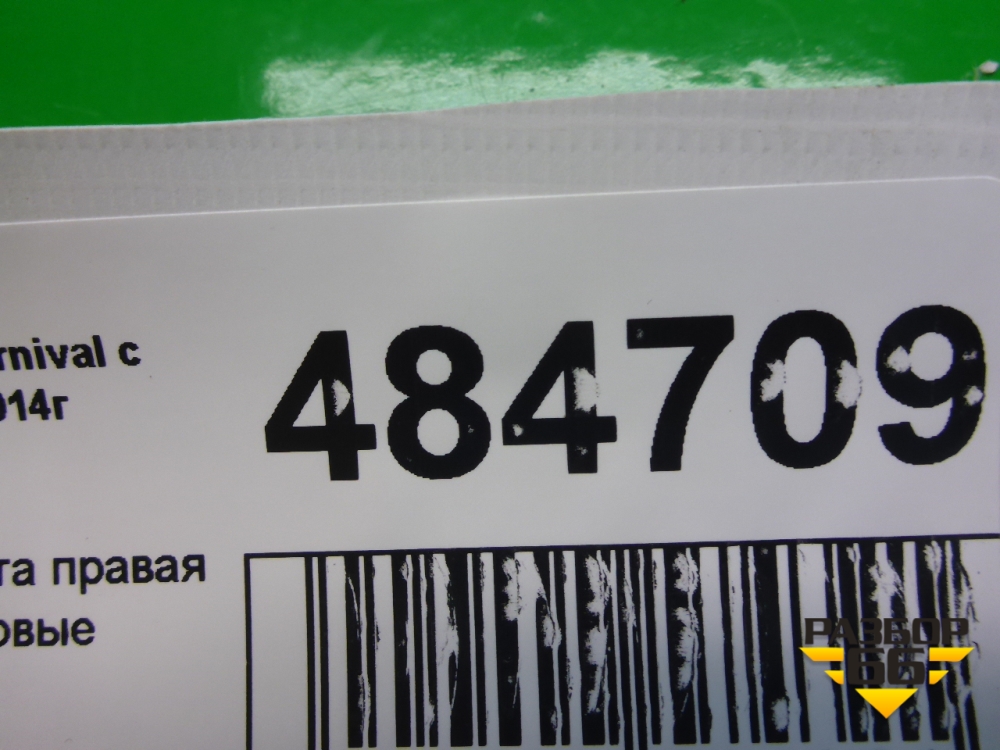 rnival с
014г
484709
та правая
овые
РАЗБОР
66